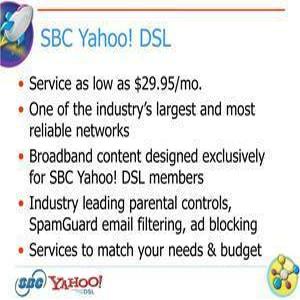 SBC Yahoo! DSL
• Service as low as $29.95/mo.
• One of the industry's largest and most
reliable networks
• Broadband content designed exclusively
for SBC Yahoo! DSL members
• Industry leading parental controls,
SpamGuard email filtering, ad blocking
• Services to match your needs & budget
SBC YAHOO!
DSL